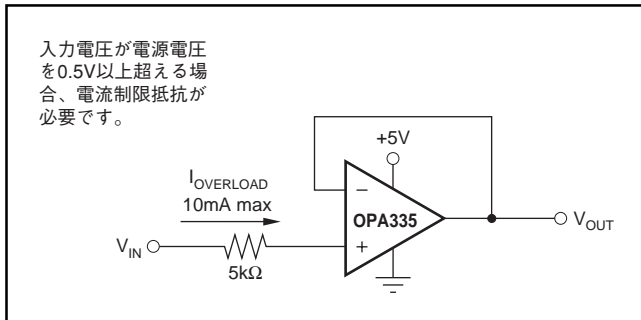 入力電圧が電源電圧
を0.5V以上超える場
合、電流制限抵抗が
必要です。
+5V
I_OVERLOAD
10mA max
−
OPA335
V_OUT
V_IN
+
5kΩ